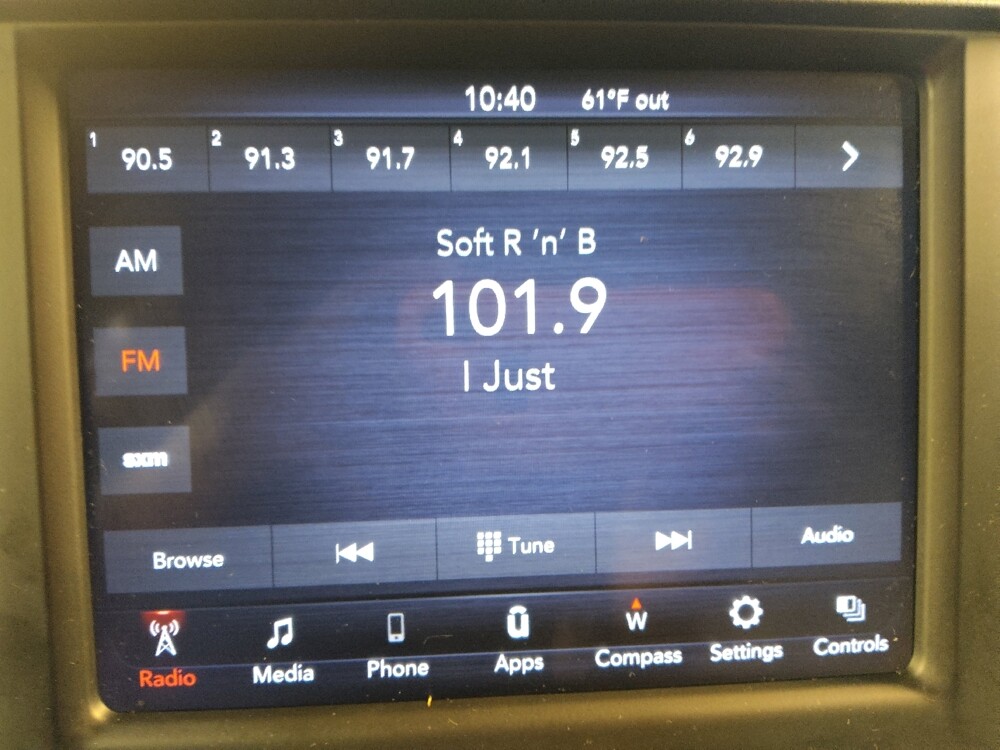 10:40 61°F out
1 90.5 2 91.3 3 91.7 4 92.1 5 92.5 6 92.9
Soft R 'n' B
AM
101.9
FM
I Just
sxm
Browse Tune Audio
W
Radio Media Phone Apps Compass Settings Controls